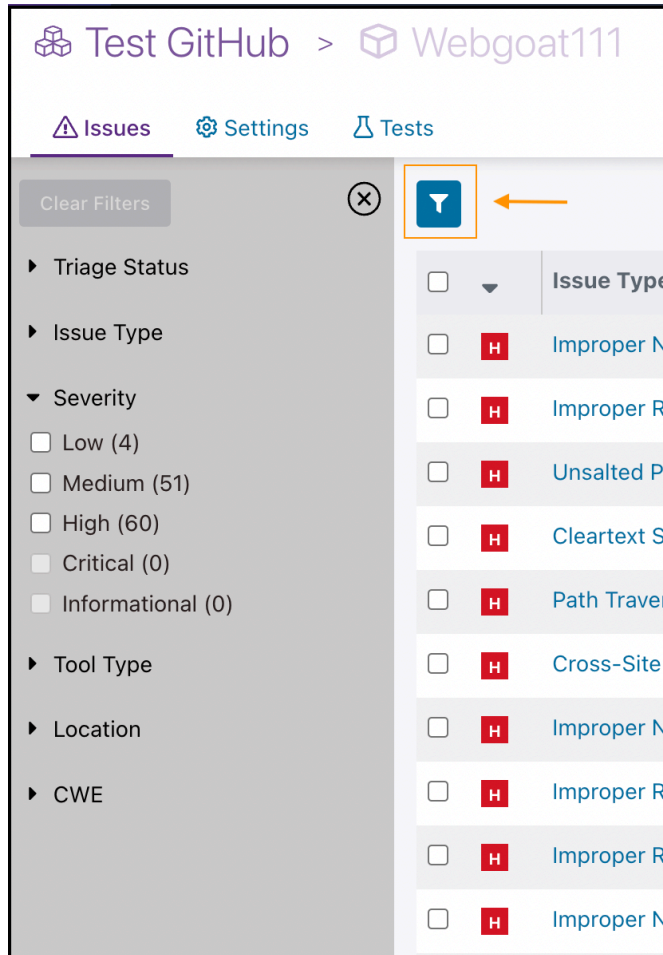 Test GitHub > Webgoat111
Issues Settings Tests
Clear Filters
Triage Status
Issue Type
Severity
Low (4)
Medium (51)
High (60)
Critical (0)
Informational (0)
Tool Type
Location
CWE
Issue Type
H Improper N
H Improper R
H Unsalted P
H Cleartext S
H Path Traver
H Cross-Site
H Improper N
H Improper R
H Improper R
H Improper N